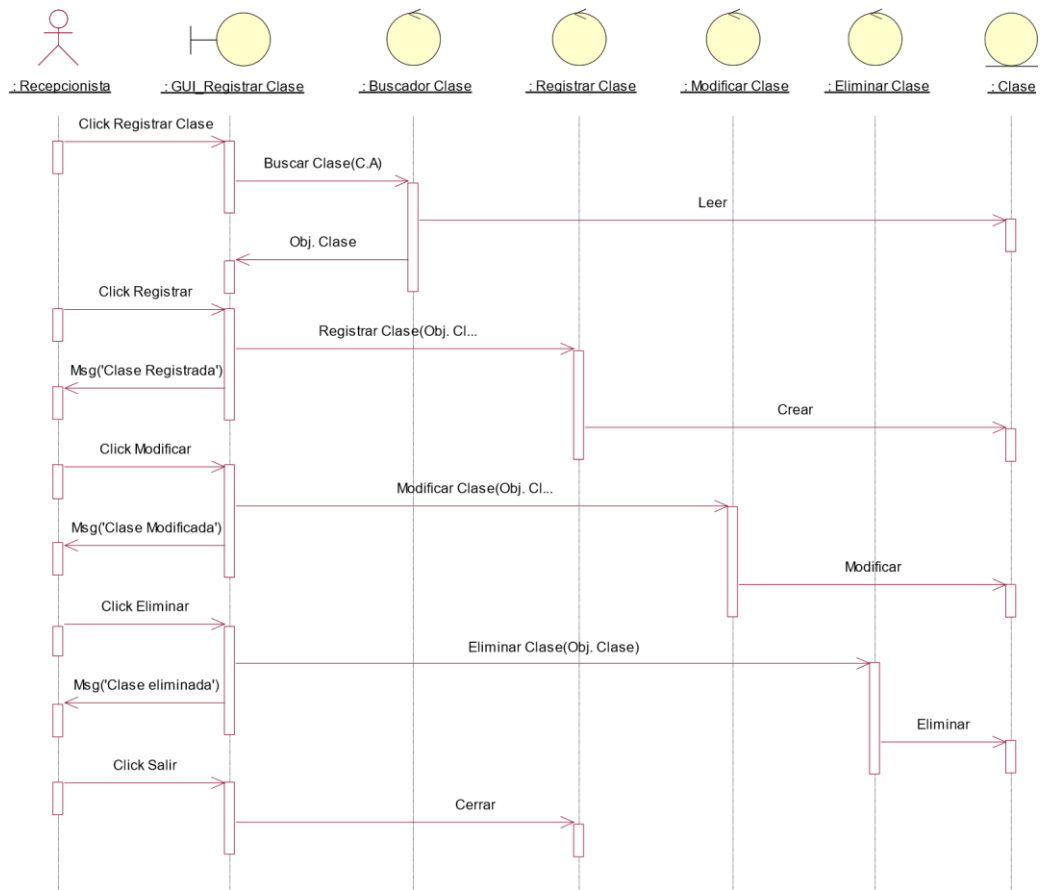 : Recepcionista
: GUI_Registrar Clase
: Buscador Clase
: Registrar Clase
: Modificar Clase
: Eliminar Clase
: Clase
Click Registrar Clase
Buscar Clase(C.A)
Leer
Obj. Clase
Click Registrar
Registrar Clase(Obj. Cl...
Msg('Clase Registrada')
Crear
Click Modificar
Modificar Clase(Obj. Cl...
Msg('Clase Modificada')
Modificar
Click Eliminar
Eliminar Clase(Obj. Clase)
Msg('Clase eliminada')
Eliminar
Click Salir
Cerrar